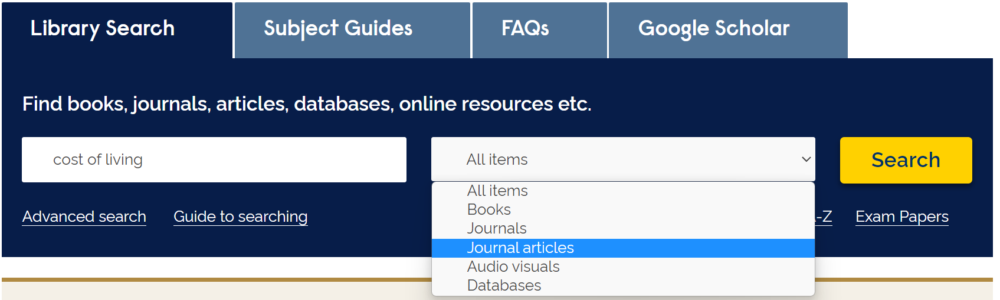 Library Search
Subject Guides
FAQs
Google Scholar
Find books, journals, articles, databases, online resources etc.
cost of living
All items
Search
All items
Books
Journals
Journal articles
Audio visuals
Databases
Advanced search
Guide to searching
-Z
Exam Papers